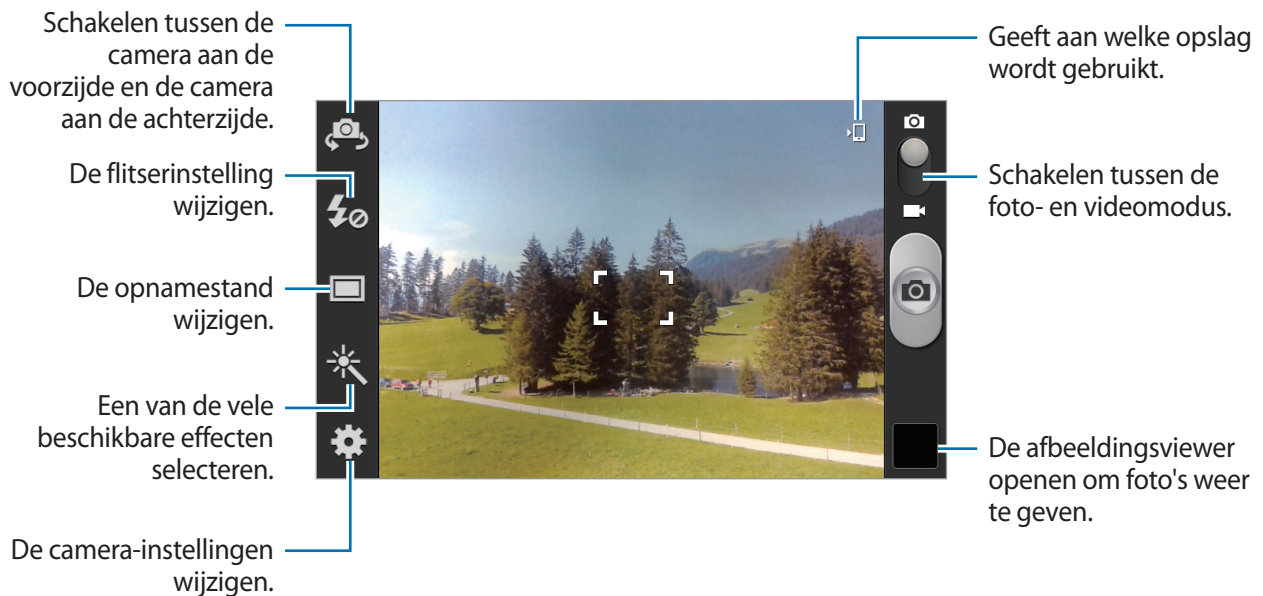 Schakelen tussen de
camera aan de
voorzijde en de camera
aan de achterzijde.
De flitserinstelling
wijzigen.
De opnamestand
wijzigen.
Een van de vele
beschikbare effecten
selecteren.
De camera-instellingen
wijzigen.
Geeft aan welke opslag
wordt gebruikt.
Schakelen tussen de
foto- en videomodus.
De afbeeldingsviewer
openen om foto's weer
te geven.